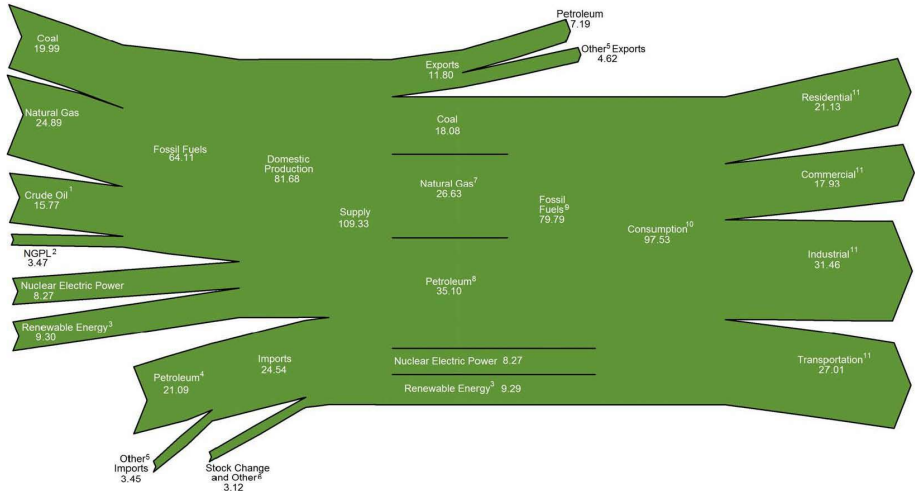 Coal
19.99
Natural Gas
24.89
Crude Oil¹
15.77
NGPL²
3.47
Nuclear Electric Power
8.27
Renewable Energy³
9.30
Fossil Fuels
64.11
Domestic
Production
81.68
Petroleum⁴
21.09
Imports
24.54
Other⁵
Imports
3.45
Stock Change
and Other⁶
3.12
Supply
109.33
Petroleum
7.19
Other⁵ Exports
4.62
Exports
11.80
Coal
18.08
Natural Gas⁷
26.63
Petroleum⁸
35.10
Nuclear Electric Power 8.27
Renewable Energy³ 9.29
Fossil
Fuels⁹
79.79
Consumption¹⁰
97.53
Residential¹¹
21.13
Commercial¹¹
17.93
Industrial¹¹
31.46
Transportation¹¹
27.01